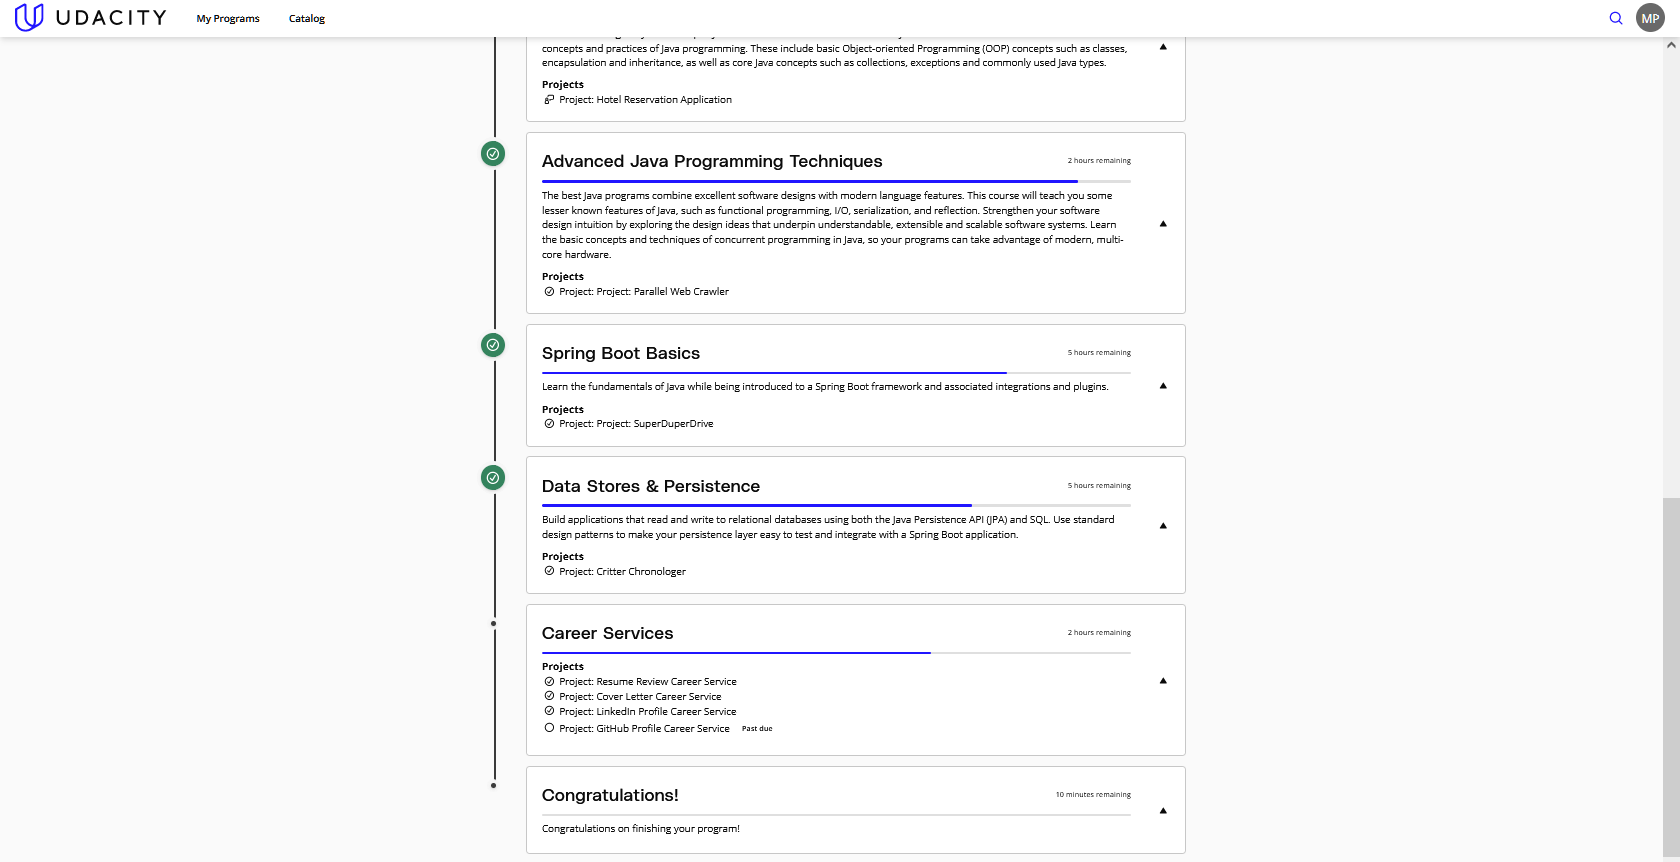 UDACITY
My Programs
Catalog
MP
concepts and practices of Java programming. These include basic Object-oriented Programming (OOP) concepts such as classes,
encapsulation and inheritance, as well as core Java concepts such as collections, exceptions and commonly used Java types.
Projects
Project: Hotel Reservation Application
Advanced Java Programming Techniques
2 hours remaining
The best Java programs combine excellent software designs with modern language features. This course will teach you some
lesser known features of Java, such as functional programming, I/O, serialization, and reflection. Strengthen your software
design intuition by exploring the design ideas that underpin understandable, extensible and scalable software systems. Learn
the basic concepts and techniques of concurrent programming in Java, so your programs can take advantage of modern, multi-
core hardware.
Projects
Project: Project: Parallel Web Crawler
Spring Boot Basics
5 hours remaining
Learn the fundamentals of Java while being introduced to a Spring Boot framework and associated integrations and plugins.
Projects
Project: Project: SuperDuperDrive
Data Stores & Persistence
5 hours remaining
Build applications that read and write to relational databases using both the Java Persistence API (JPA) and SQL. Use standard
design patterns to make your persistence layer easy to test and integrate with a Spring Boot application.
Projects
Project: Critter Chronologer
Career Services
2 hours remaining
Projects
Project: Resume Review Career Service
Project: Cover Letter Career Service
Project: LinkedIn Profile Career Service
Project: GitHub Profile Career Service
Past due
Congratulations!
10 minutes remaining
Congratulations on finishing your program!